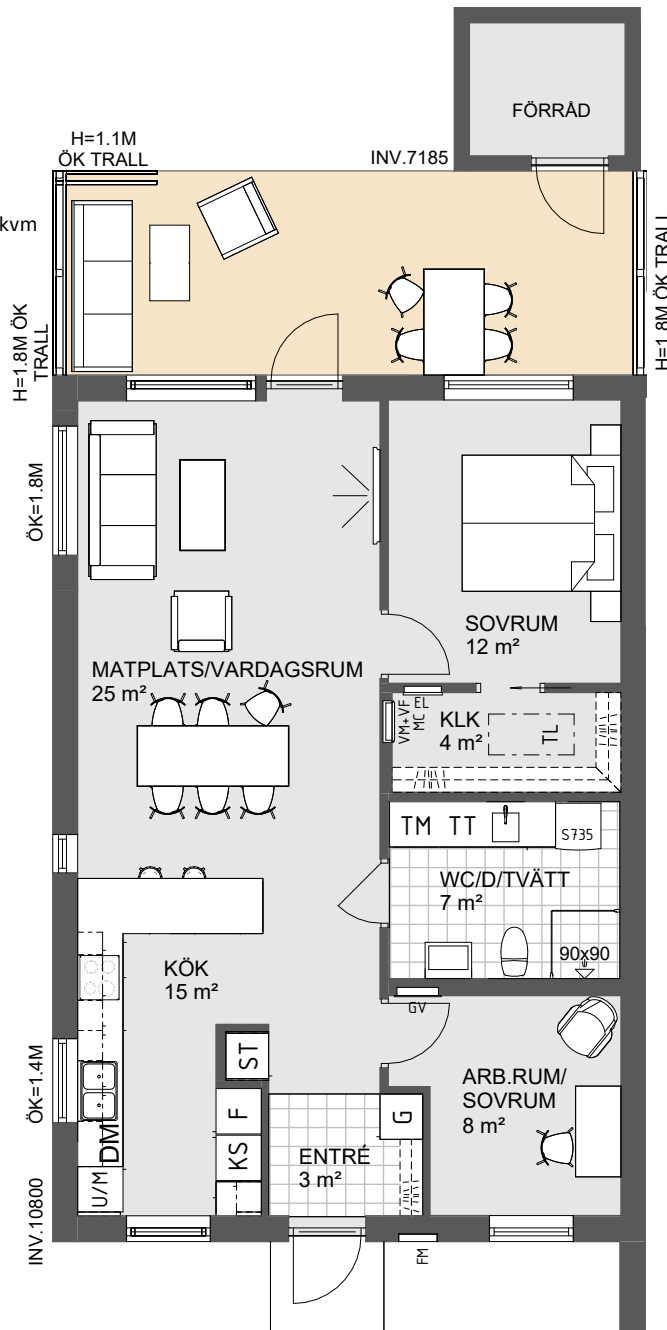 FÖRRÅD
H=1.1M
ÖK TRALL
INV.7185
kvm
H=1.8M ÖK
TRALL
H=1.8M ÖK TRALL
ÖK=1.8M
SOVRUM
12 m²
MATPLATS/VARDAGSRUM
25 m²
VM+VF
EL
MC
KLK
4 m²
TL
TM TT
S735
WC/D/TVÄTT
7 m²
90x90
KÖK
15 m²
GV
ÖK=1.4M
ST
ARB.RUM/
SOVRUM
8 m²
DM
F
G
KS
ENTRÉ
3 m²
U/M
INV.10800
FM